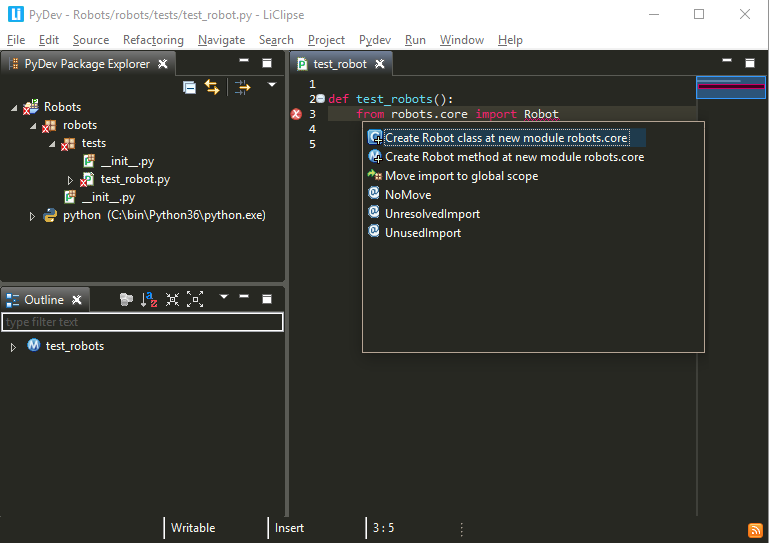 Li PyDev - Robots/robots/tests/test_robot.py - LiClipse
File Edit Source Refactoring Navigate Search Project Pydev Run Window Help
PyDev Package Explorer
Robots
robots
tests
__init__.py
test_robot.py
__init__.py
python (C:\bin\Python36\python.exe)
Outline
type filter text
test_robots
test_robot
1
2 def test_robots():
3 from robots.core import Robot
4
5
Create Robot class at new module robots.core
Create Robot method at new module robots.core
Move import to global scope
NoMove
UnresolvedImport
UnusedImport
Writable Insert 3 : 5